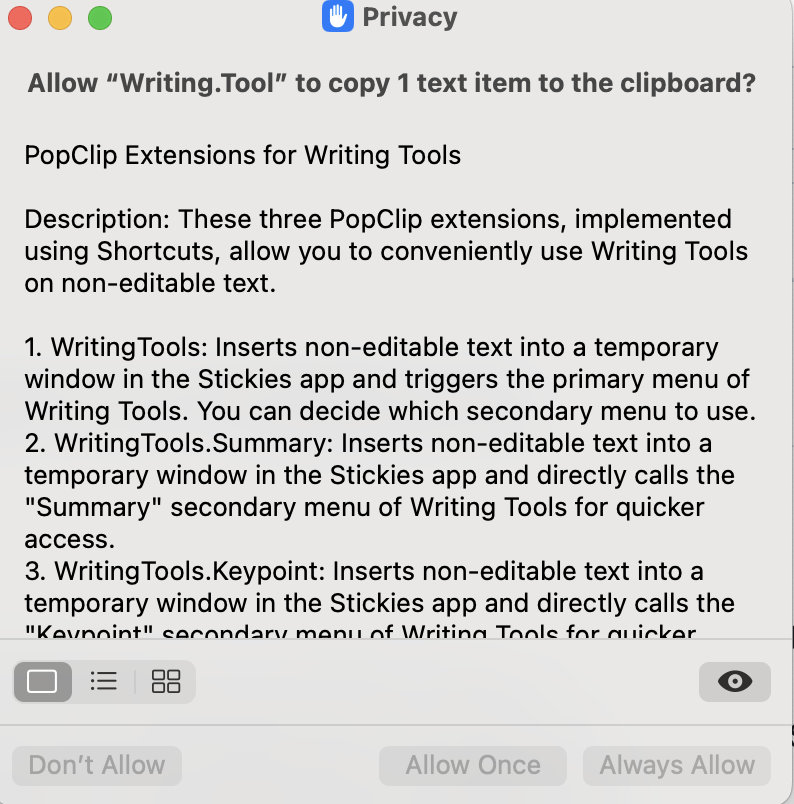 Privacy
Allow “Writing.Tool” to copy 1 text item to the clipboard?
PopClip Extensions for Writing Tools
Description: These three PopClip extensions, implemented
using Shortcuts, allow you to conveniently use Writing Tools
on non-editable text.
1. WritingTools: Inserts non-editable text into a temporary
window in the Stickies app and triggers the primary menu of
Writing Tools. You can decide which secondary menu to use.
2. WritingTools.Summary: Inserts non-editable text into a
temporary window in the Stickies app and directly calls the
"Summary" secondary menu of Writing Tools for quicker
access.
3. WritingTools.Keypoint: Inserts non-editable text into a
temporary window in the Stickies app and directly calls the
"Keypoint" secondary menu of Writing Tools for quicker
Don’t Allow
Allow Once
Always Allow